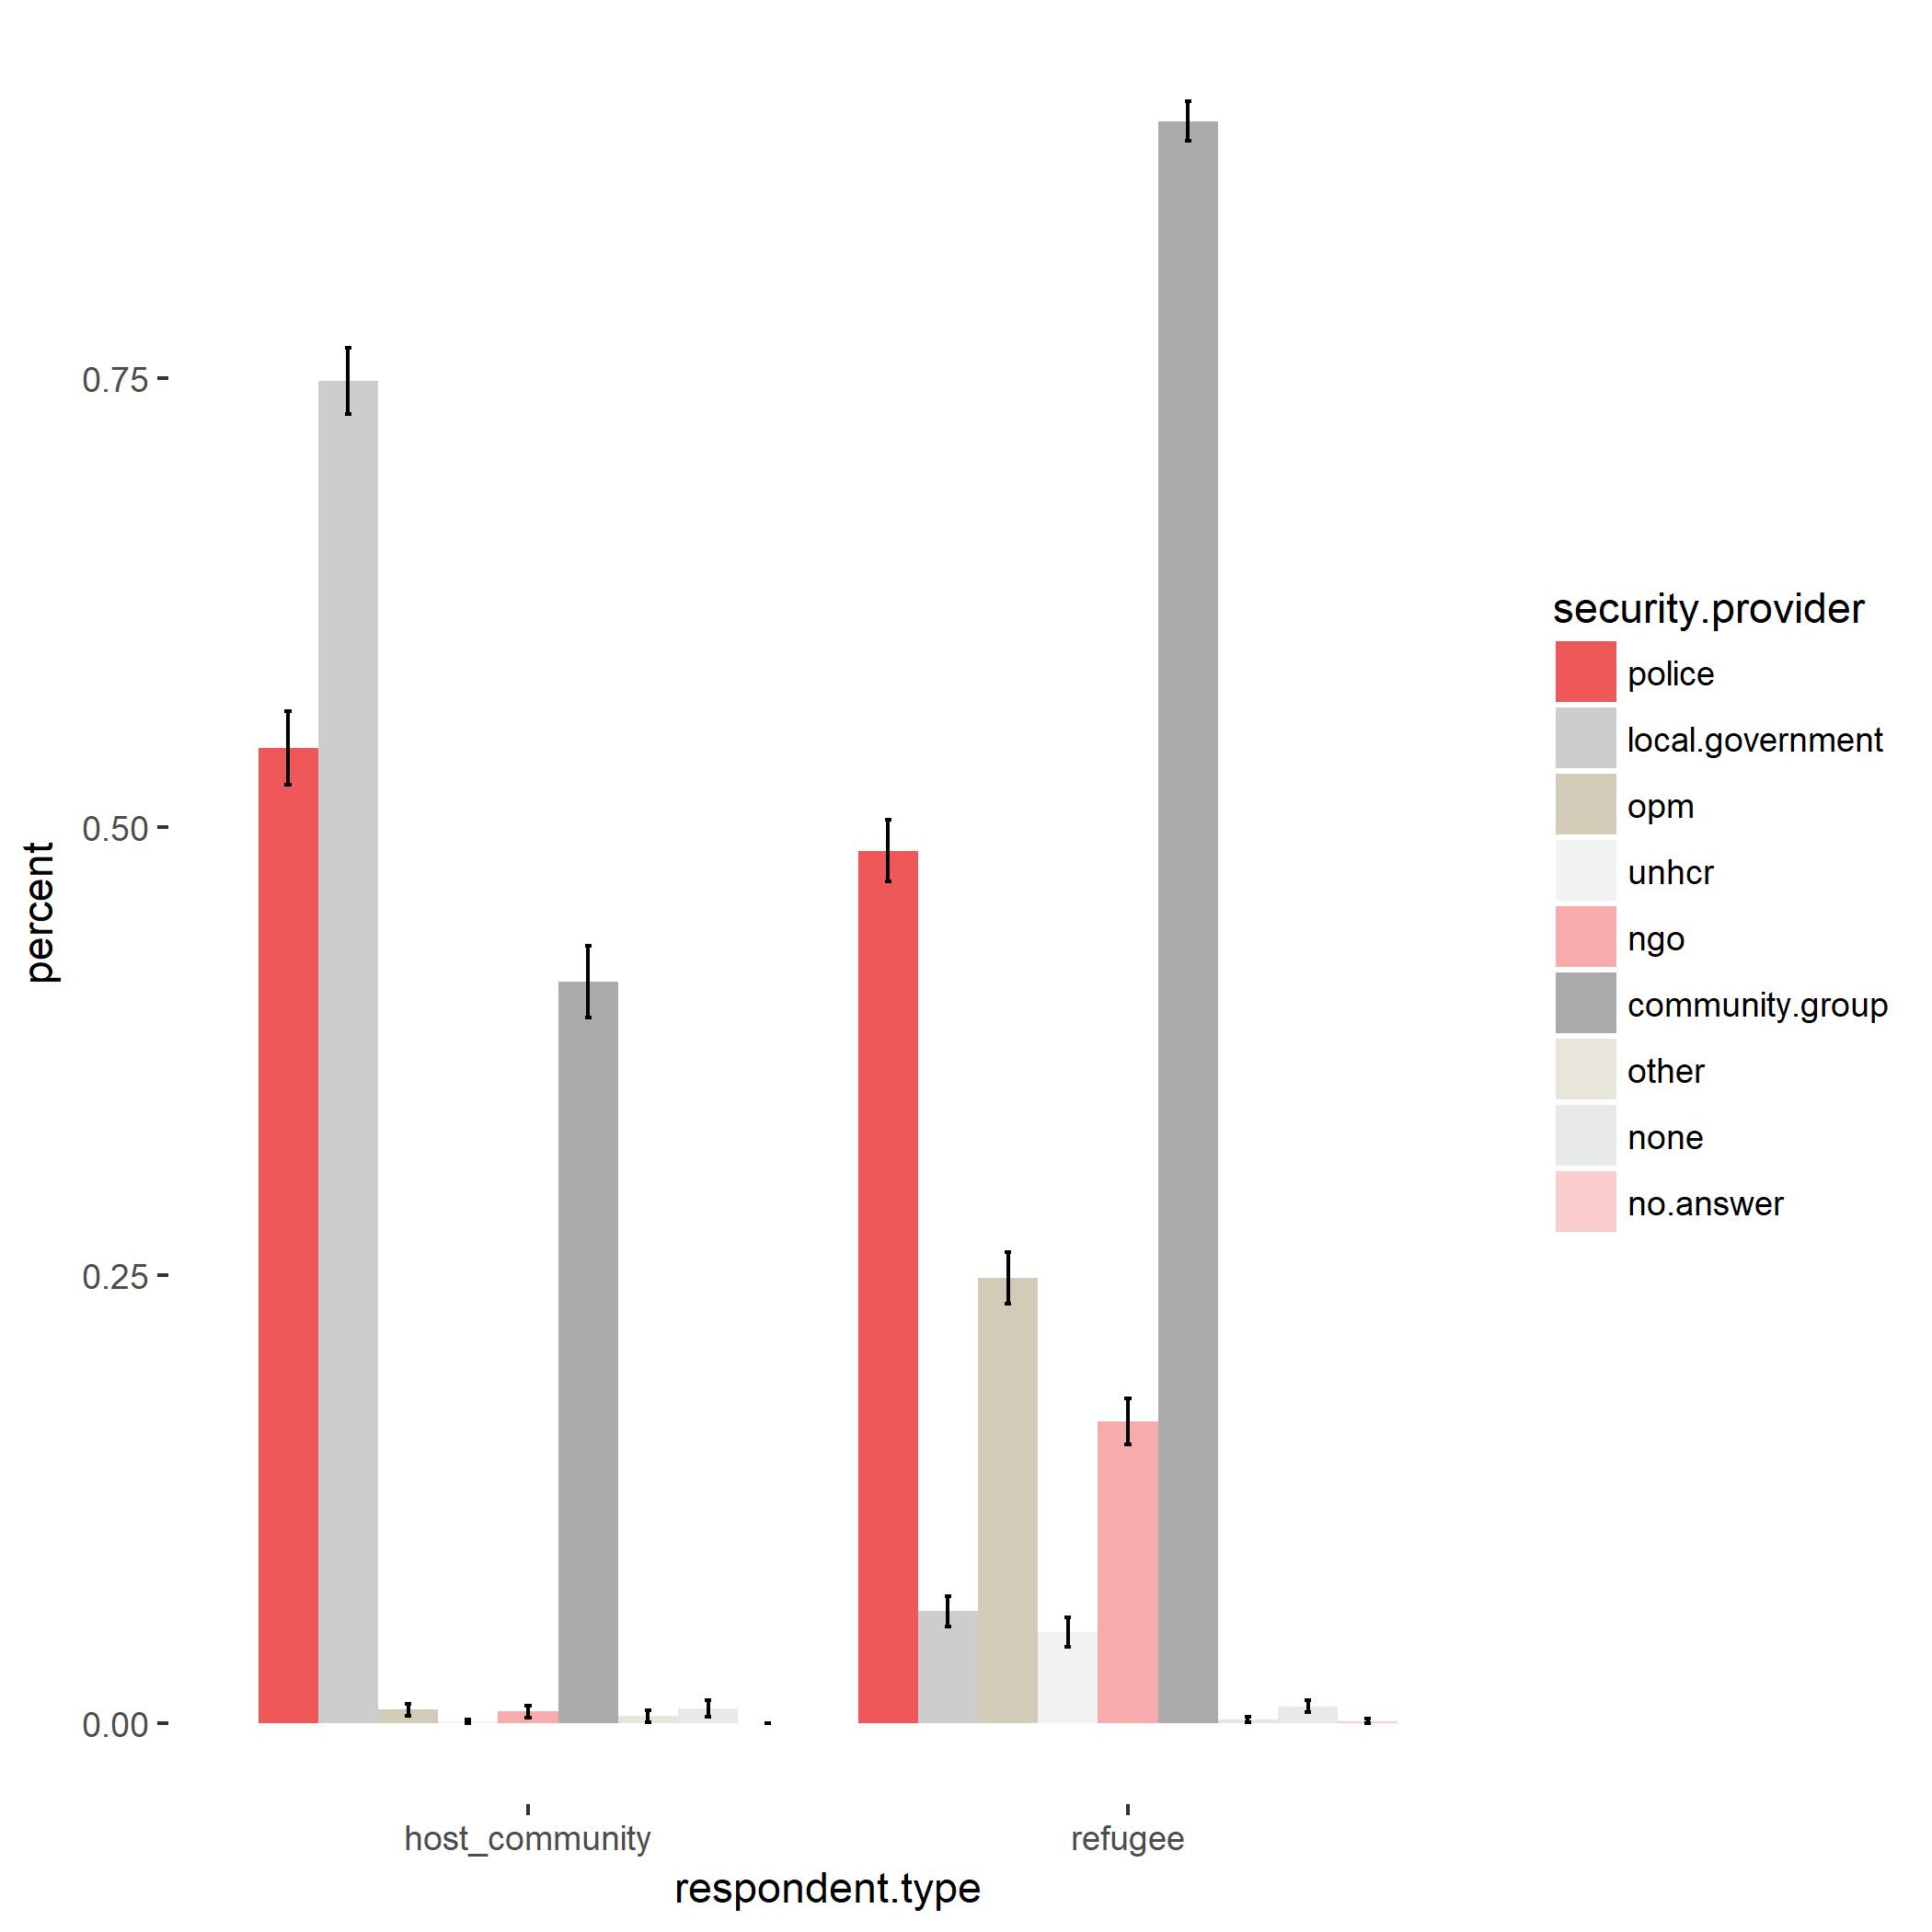 percent
0.75
0.50
0.25
0.00
host_community
refugee
respondent.type
security.provider
police
local.government
opm
unhcr
ngo
community.group
other
none
no.answer